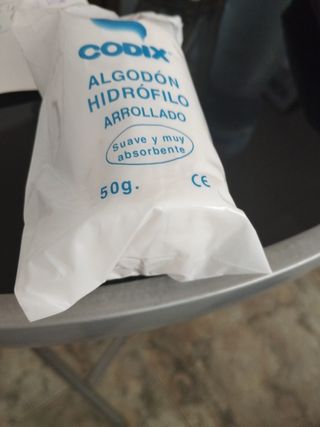 CODIX
ALGODÓN
HIDRÓFILO
ARROLLADO
Suave y muy
absorbente
50g. CE